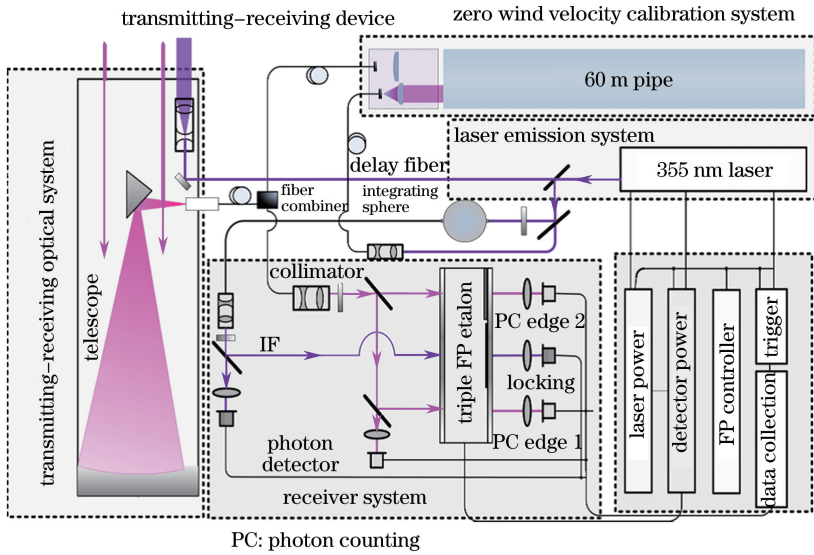 transmitting–receiving device
zero wind velocity calibration system
60 m pipe
laser emission system
355 nm laser
delay fiber
fiber
combiner
integrating
sphere
transmitting–receiving optical system
telescope
collimator
IF
triple FP etalon
PC edge 2
locking
PC edge 1
photon
detector
receiver system
laser power
detector power
FP controller
trigger
data collection
PC: photon counting